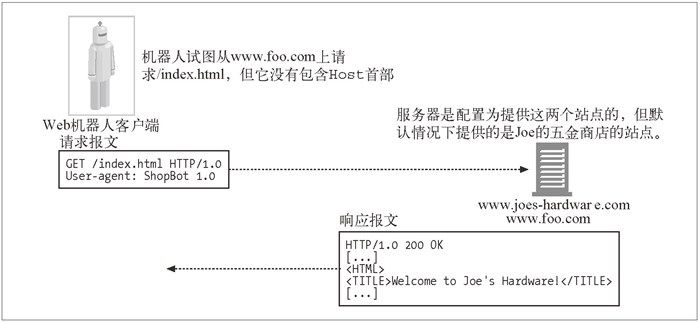 机器人试图从www.foo.com上请
求/index.html，但它没有包含Host首部
服务器是配置为提供这两个站点的，但默
认情况下提供的是Joe的五金商店的站点。
Web机器人客户端
请求报文
GET /index.html HTTP/1.0
User-agent: ShopBot 1.0
www.joes-hardware.com
www.foo.com
响应报文
HTTP/1.0 200 OK
[...]
<HTML>
<TITLE>Welcome to Joe's Hardware!</TITLE>
[...]